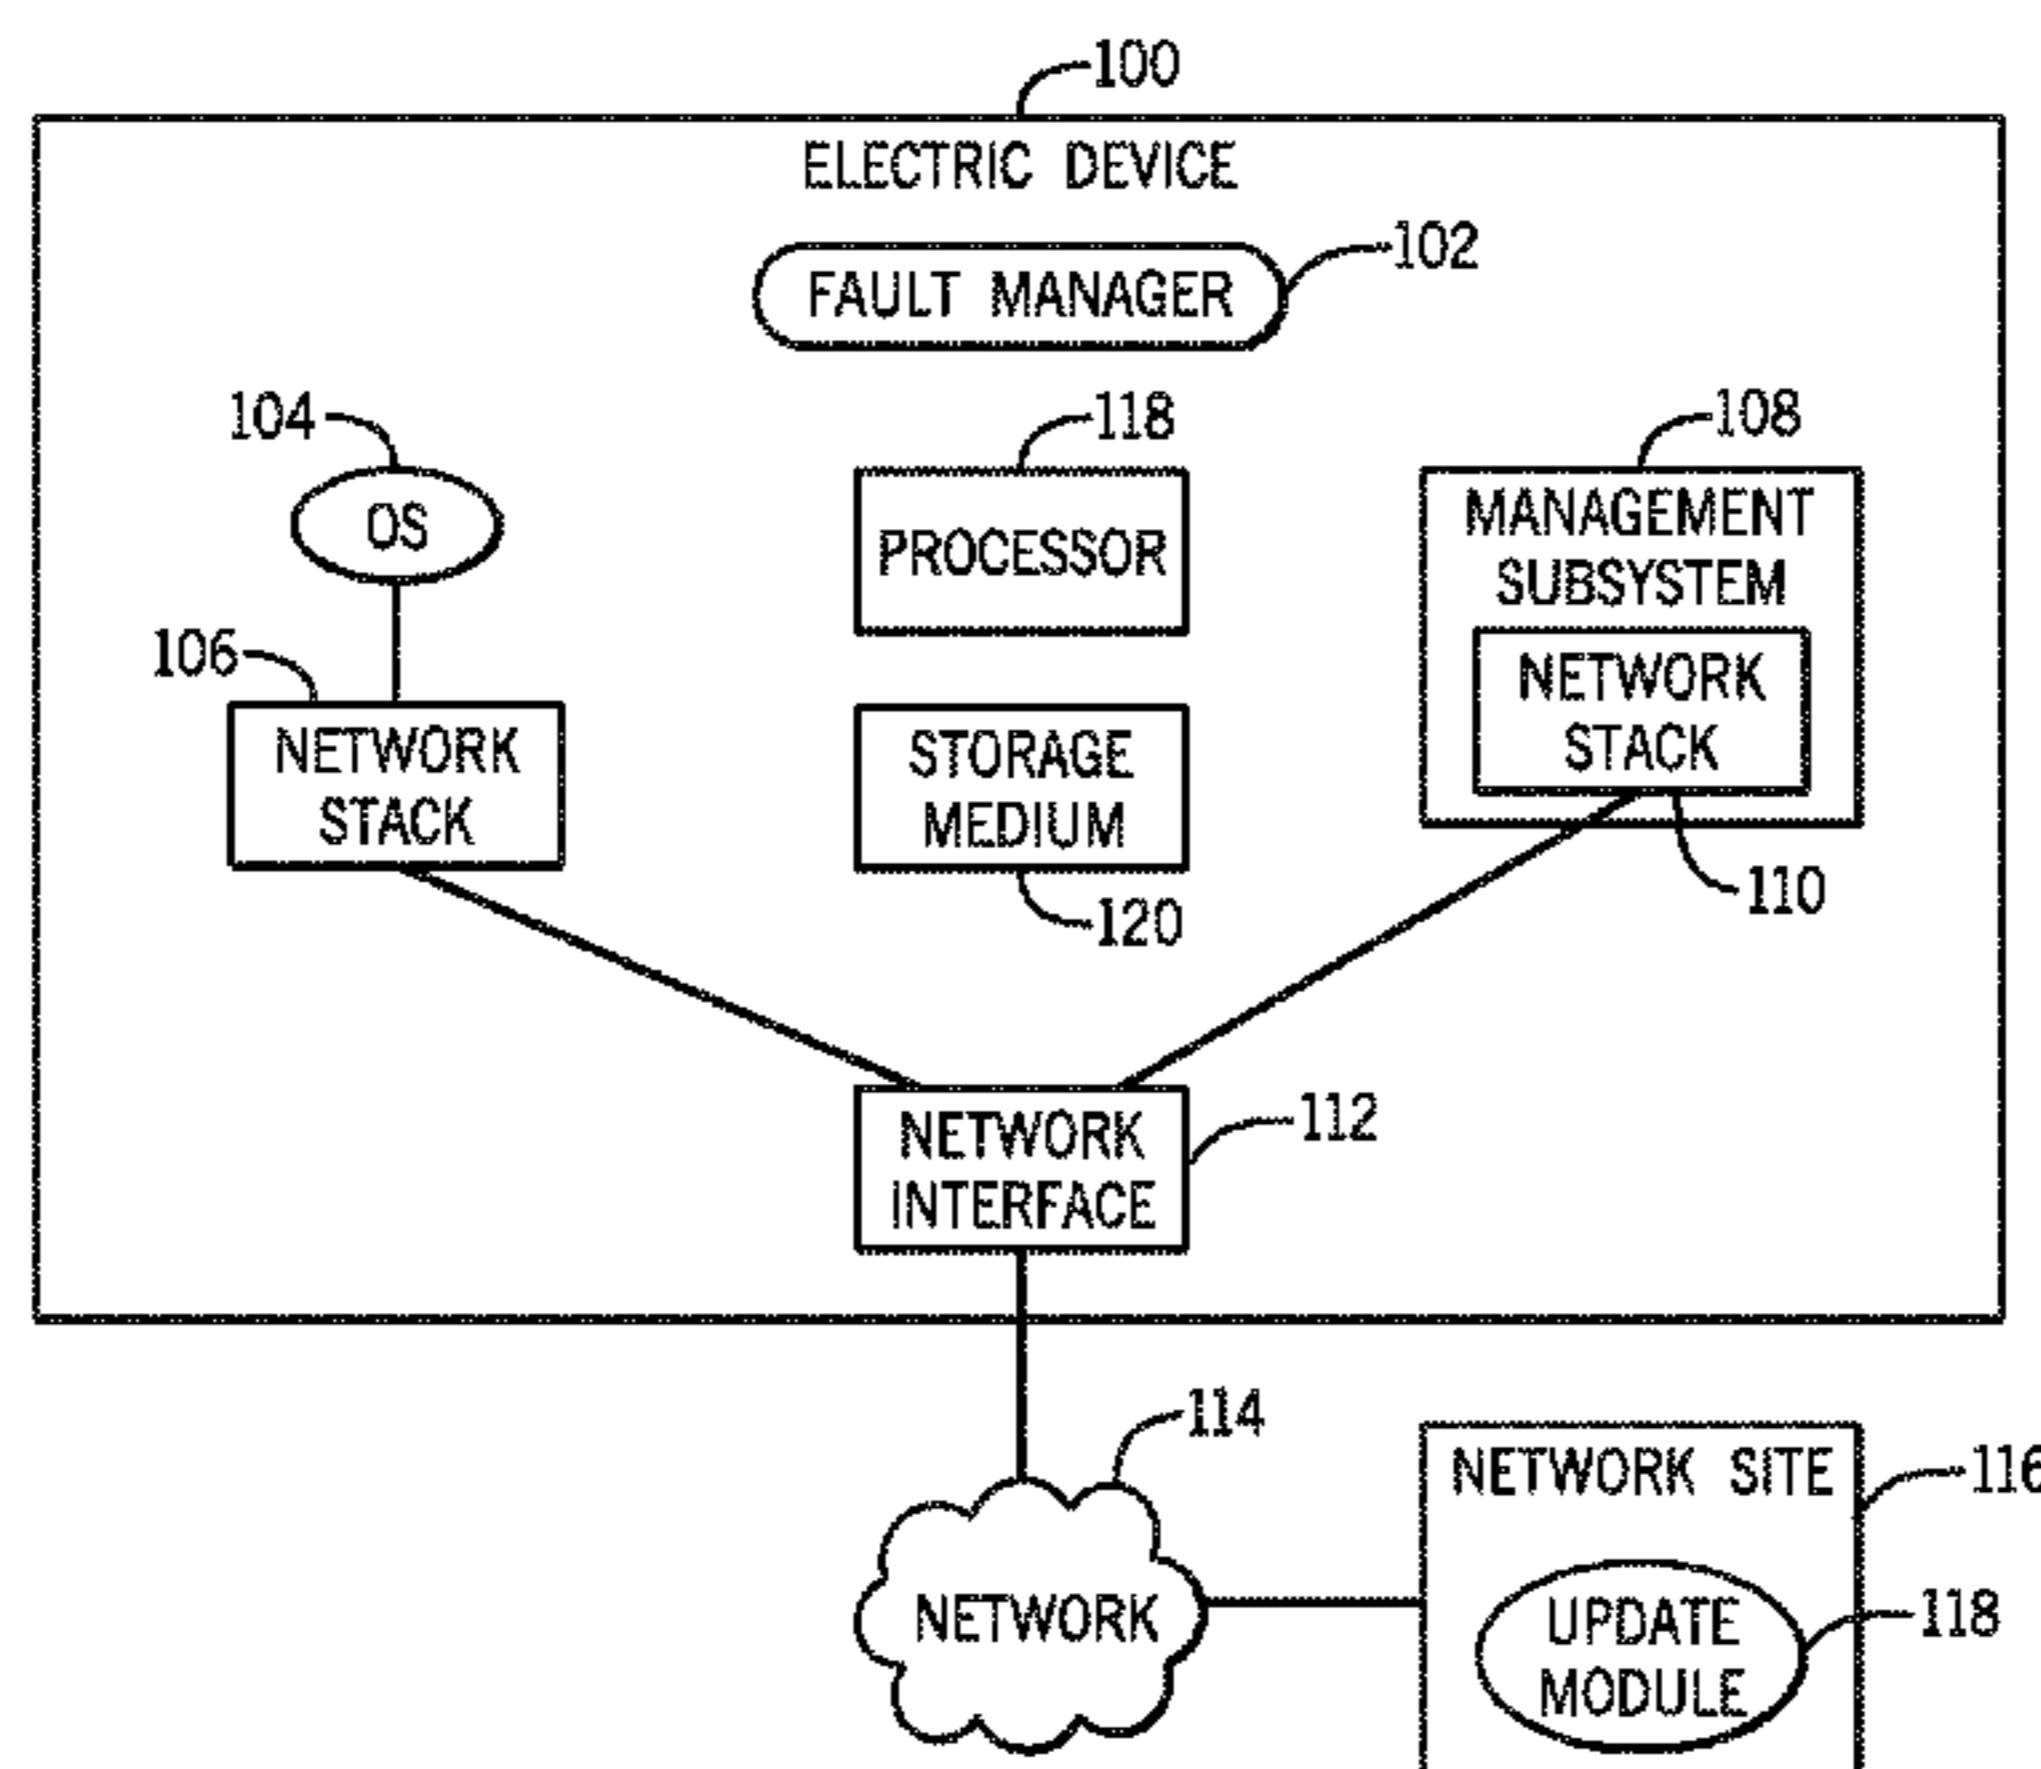 100
ELECTRIC DEVICE
FAULT MANAGER
102
104
OS
118
PROCESSOR
108
MANAGEMENT
SUBSYSTEM
NETWORK
STACK
110
106
NETWORK
STACK
STORAGE
MEDIUM
120
NETWORK
INTERFACE
112
114
NETWORK
NETWORK SITE
116
UPDATE
MODULE
118